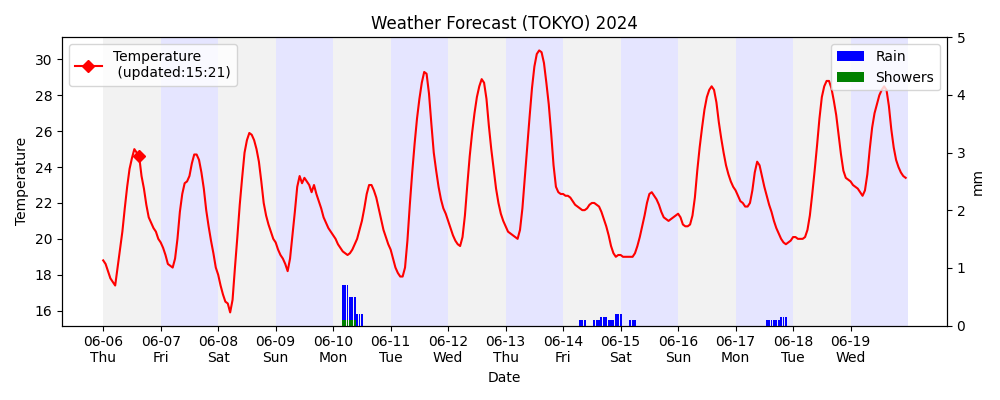 Weather Forecast (TOKYO) 2024
Temperature
(updated:15:21)
Rain
Showers
Temperature
30
28
26
24
22
20
18
16
5
4
3
2
1
0
mm
06-06 06-07 06-08 06-09 06-10 06-11 06-12 06-13 06-14 06-15 06-16 06-17 06-18 06-19
Thu Fri Sat Sun Mon Tue Wed Thu Fri Sat Sun Mon Tue Wed
Date